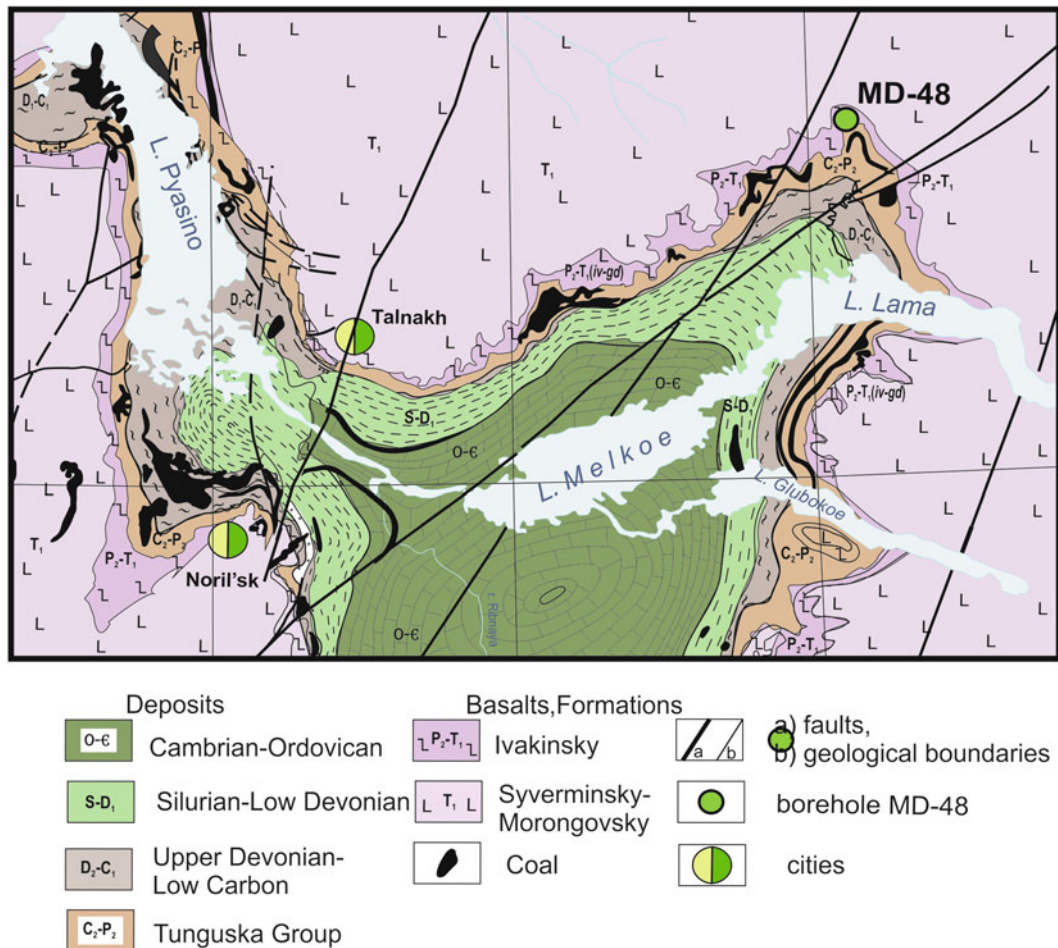 C₂-P
L
L
L
L
L
L
D₁-C₁
L
L
L
MD-48
C₂-P
L. Pyasino
T₁
L
L
T₁
L
P₂-T₁
C₂-P₂
P₂-T₁
L
L
L
D₁-C₁
P₂-T₁(iv-gd)
D₁-C₁
L. Lama
Talnakh
O-Є
P₂-T₁(iv-gd)
S-D₁
S-D₁
O-Є
L. Melkoe
L. Glubokoe
T₁
C₂-P₂
P₂-T₁
C₂-P₂
Noril'sk
r. Ribnaya
O-Є
P₂-T₁
Deposits
Basalts,Formations
O-Є Cambrian-Ordovican
P₂-T₁ Ivakinsky
a b
a) faults,
b) geological boundaries
S-D₁ Silurian-Low Devonian
L T₁ L Syverminsky-
Morongovsky
borehole MD-48
D₂-C₁ Upper Devonian-
Low Carbon
Coal
cities
C₂-P₂ Tunguska Group